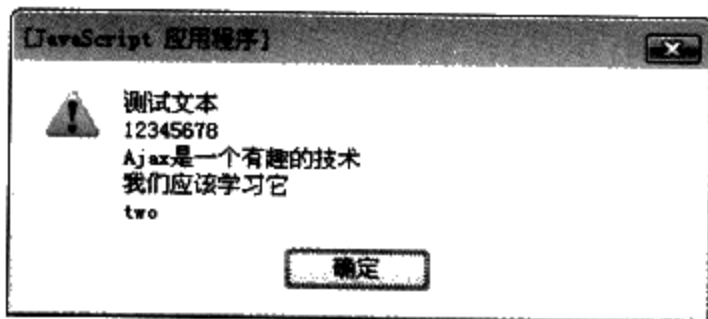 [JavaScript 应用程序]
测试文本
12345678
Ajax是一个有趣的技术
我们应该学习它
two
确定